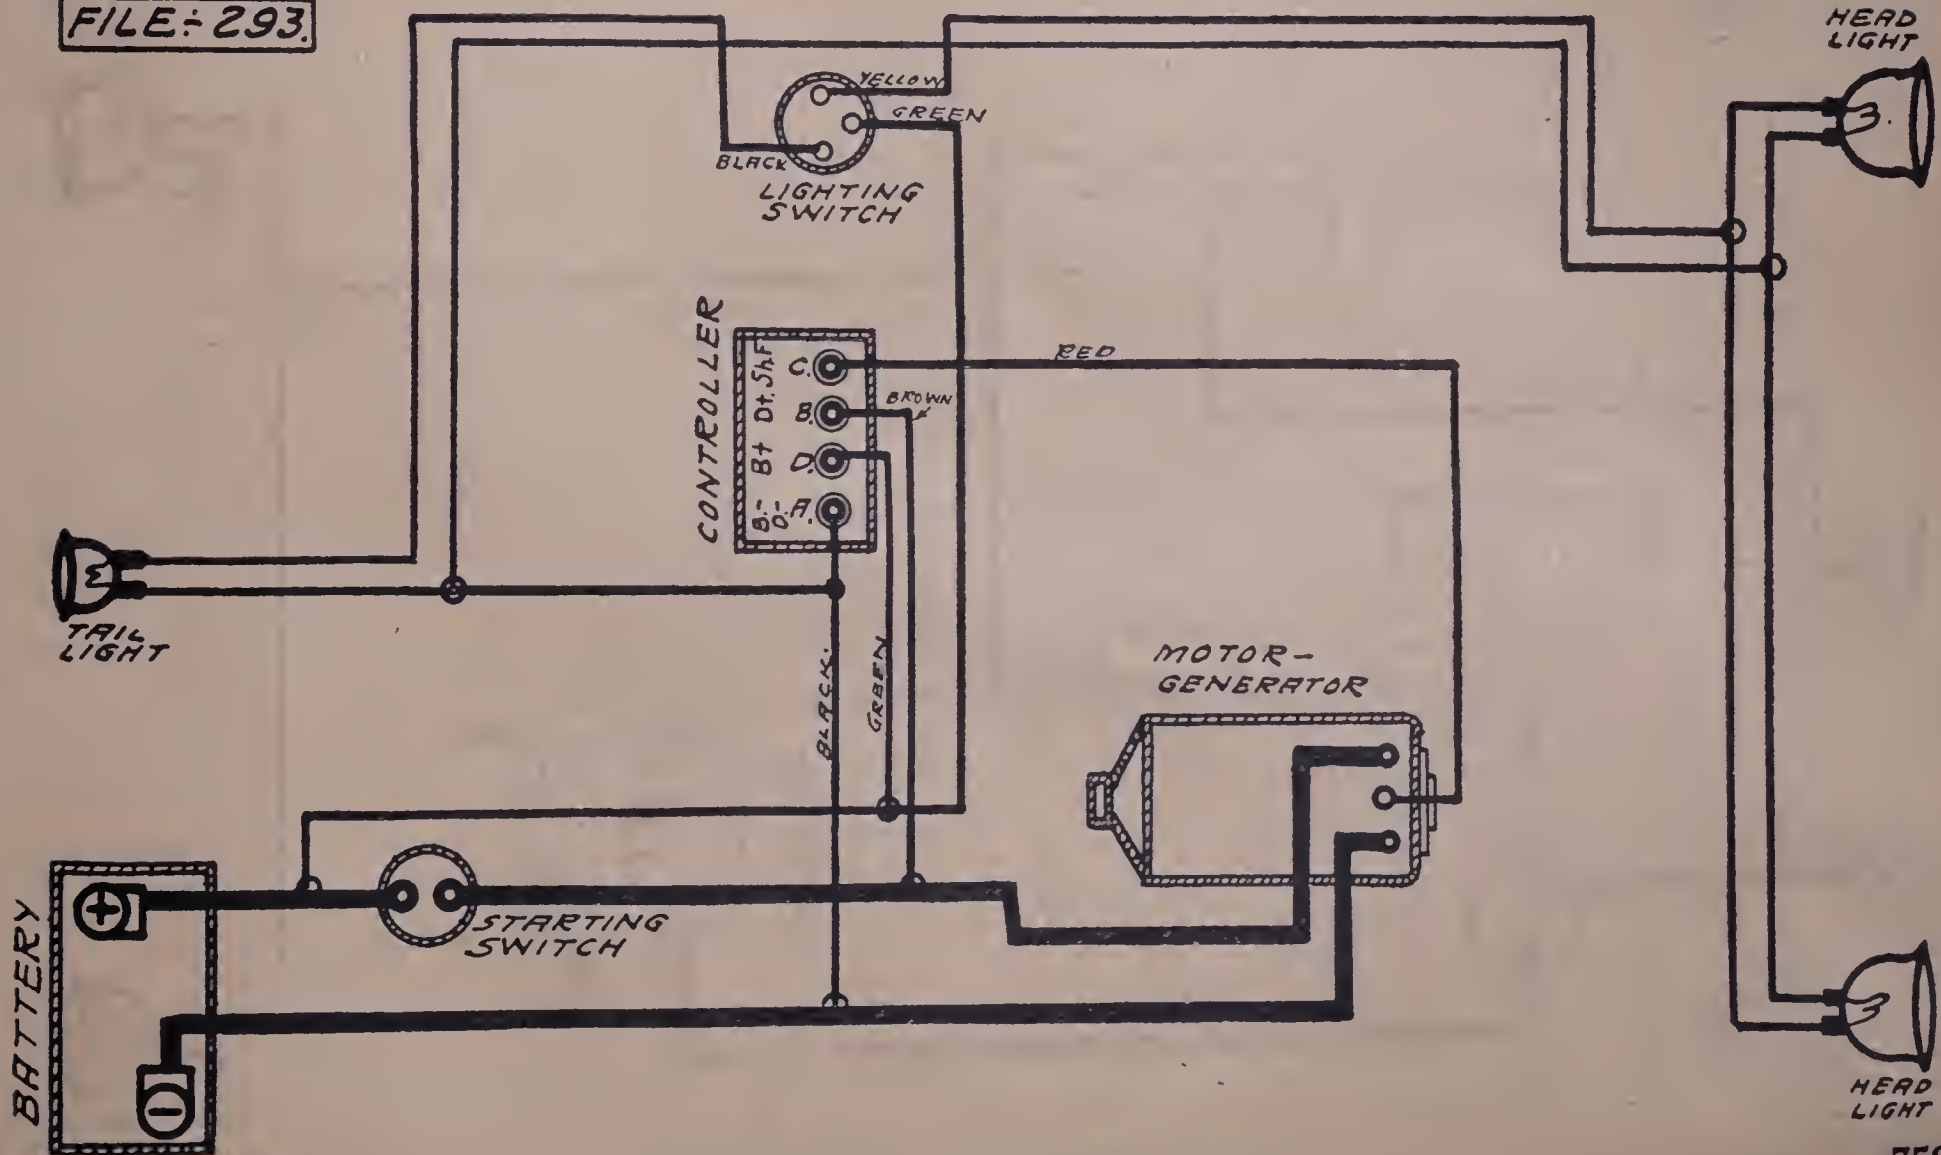 FILE:- 293.
HEAD
LIGHT
YELLOW
GREEN
BLACK
LIGHTING
SWITCH
CONTROLLER
Sh.F C.
D+ B.
B+ D.
B.-
D.- A.
RED
BROWN
TAIL
LIGHT
BLACK.
GREEN
MOTOR-
GENERATOR
BATTERY
+
-
STARTING
SWITCH
HEAD
LIGHT